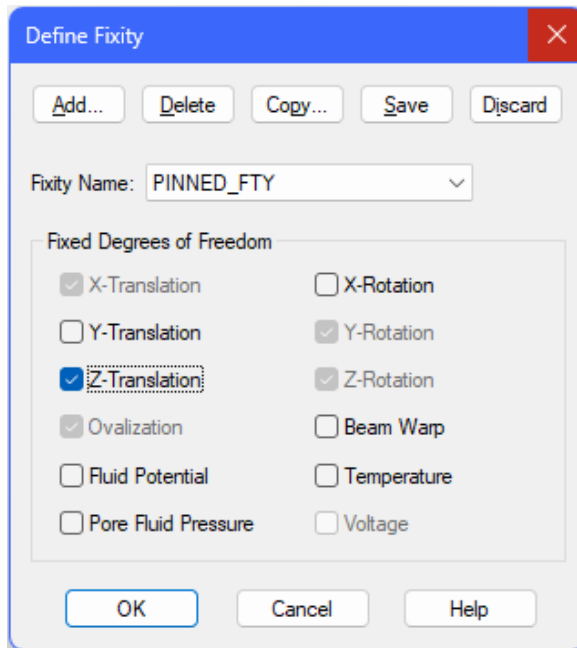 Define Fixity
Add... Delete Copy... Save Discard
Fixity Name: PINNED_FTY
Fixed Degrees of Freedom
X-Translation X-Rotation
Y-Translation Y-Rotation
Z-Translation Z-Rotation
Ovalization Beam Warp
Fluid Potential Temperature
Pore Fluid Pressure Voltage
OK Cancel Help